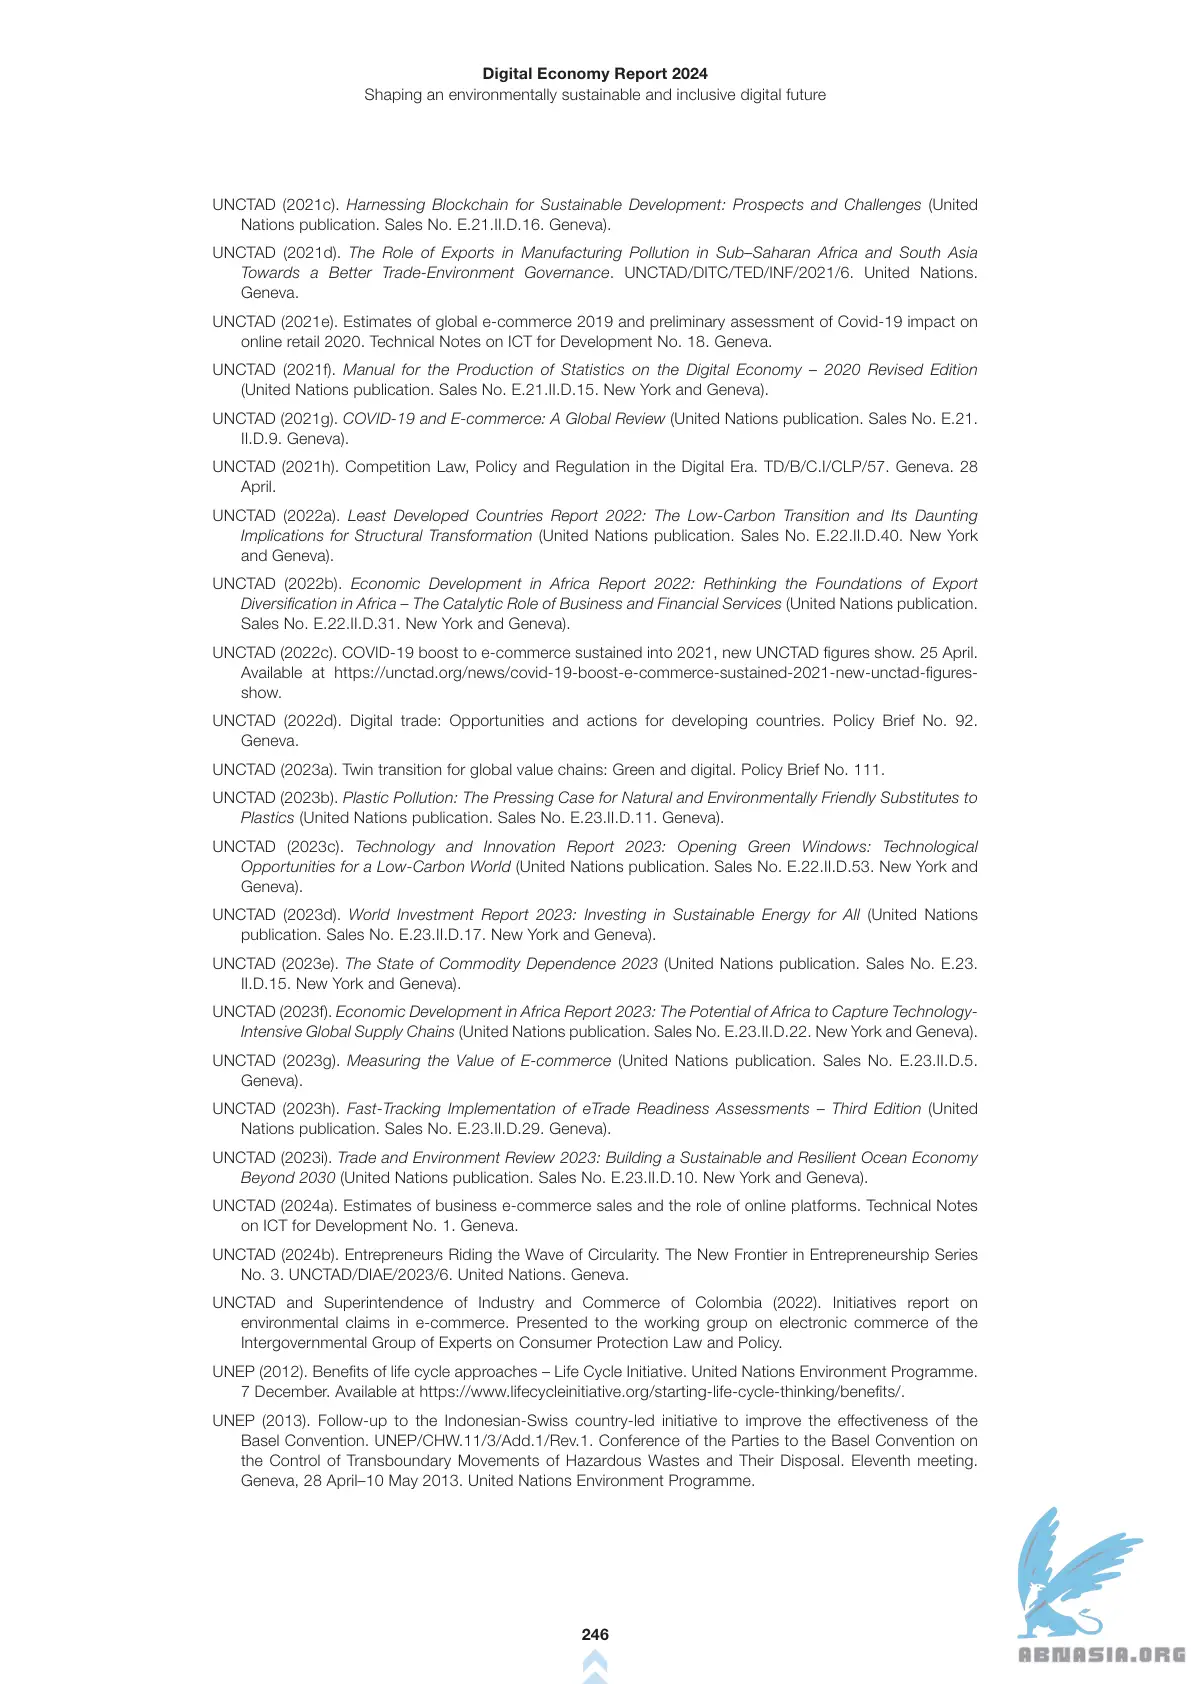 Digital Economy Report 2024
Shaping an environmentally sustainable and inclusive digital future
UNCTAD (2021c). Harnessing Blockchain for Sustainable Development: Prospects and Challenges (United
Nations publication. Sales No. E.21.II.D.16. Geneva).
UNCTAD (2021d). The Role of Exports in Manufacturing Pollution in Sub–Saharan Africa and South Asia
Towards a Better Trade-Environment Governance. UNCTAD/DITC/TED/INF/2021/6. United Nations.
Geneva.
UNCTAD (2021e). Estimates of global e-commerce 2019 and preliminary assessment of Covid-19 impact on
online retail 2020. Technical Notes on ICT for Development No. 18. Geneva.
UNCTAD (2021f). Manual for the Production of Statistics on the Digital Economy – 2020 Revised Edition
(United Nations publication. Sales No. E.21.II.D.15. New York and Geneva).
UNCTAD (2021g). COVID-19 and E-commerce: A Global Review (United Nations publication. Sales No. E.21.
II.D.9. Geneva).
UNCTAD (2021h). Competition Law, Policy and Regulation in the Digital Era. TD/B/C.I/CLP/57. Geneva. 28
April.
UNCTAD (2022a). Least Developed Countries Report 2022: The Low-Carbon Transition and Its Daunting
Implications for Structural Transformation (United Nations publication. Sales No. E.22.II.D.40. New York
and Geneva).
UNCTAD (2022b). Economic Development in Africa Report 2022: Rethinking the Foundations of Export
Diversification in Africa – The Catalytic Role of Business and Financial Services (United Nations publication.
Sales No. E.22.II.D.31. New York and Geneva).
UNCTAD (2022c). COVID-19 boost to e-commerce sustained into 2021, new UNCTAD figures show. 25 April.
Available at https://unctad.org/news/covid-19-boost-e-commerce-sustained-2021-new-unctad-figures-
show.
UNCTAD (2022d). Digital trade: Opportunities and actions for developing countries. Policy Brief No. 92.
Geneva.
UNCTAD (2023a). Twin transition for global value chains: Green and digital. Policy Brief No. 111.
UNCTAD (2023b). Plastic Pollution: The Pressing Case for Natural and Environmentally Friendly Substitutes to
Plastics (United Nations publication. Sales No. E.23.II.D.11. Geneva).
UNCTAD (2023c). Technology and Innovation Report 2023: Opening Green Windows: Technological
Opportunities for a Low-Carbon World (United Nations publication. Sales No. E.22.II.D.53. New York and
Geneva).
UNCTAD (2023d). World Investment Report 2023: Investing in Sustainable Energy for All (United Nations
publication. Sales No. E.23.II.D.17. New York and Geneva).
UNCTAD (2023e). The State of Commodity Dependence 2023 (United Nations publication. Sales No. E.23.
II.D.15. New York and Geneva).
UNCTAD (2023f). Economic Development in Africa Report 2023: The Potential of Africa to Capture Technology-
Intensive Global Supply Chains (United Nations publication. Sales No. E.23.II.D.22. New York and Geneva).
UNCTAD (2023g). Measuring the Value of E-commerce (United Nations publication. Sales No. E.23.II.D.5.
Geneva).
UNCTAD (2023h). Fast-Tracking Implementation of eTrade Readiness Assessments – Third Edition (United
Nations publication. Sales No. E.23.II.D.29. Geneva).
UNCTAD (2023i). Trade and Environment Review 2023: Building a Sustainable and Resilient Ocean Economy
Beyond 2030 (United Nations publication. Sales No. E.23.II.D.10. New York and Geneva).
UNCTAD (2024a). Estimates of business e-commerce sales and the role of online platforms. Technical Notes
on ICT for Development No. 1. Geneva.
UNCTAD (2024b). Entrepreneurs Riding the Wave of Circularity. The New Frontier in Entrepreneurship Series
No. 3. UNCTAD/DIAE/2023/6. United Nations. Geneva.
UNCTAD and Superintendence of Industry and Commerce of Colombia (2022). Initiatives report on
environmental claims in e-commerce. Presented to the working group on electronic commerce of the
Intergovernmental Group of Experts on Consumer Protection Law and Policy.
UNEP (2012). Benefits of life cycle approaches – Life Cycle Initiative. United Nations Environment Programme.
7 December. Available at https://www.lifecycleinitiative.org/starting-life-cycle-thinking/benefits/.
UNEP (2013). Follow-up to the Indonesian-Swiss country-led initiative to improve the effectiveness of the
Basel Convention. UNEP/CHW.11/3/Add.1/Rev.1. Conference of the Parties to the Basel Convention on
the Control of Transboundary Movements of Hazardous Wastes and Their Disposal. Eleventh meeting.
Geneva, 28 April–10 May 2013. United Nations Environment Programme.
246
ABNASIA.ORG